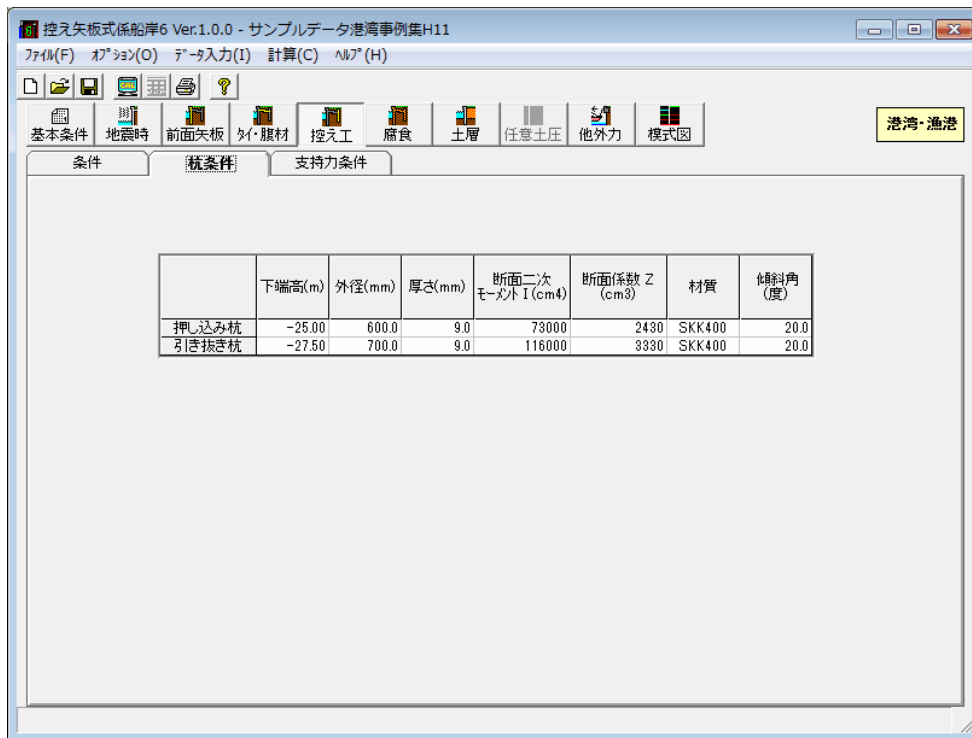 控え矢板式係船岸6 Ver.1.0.0 - サンプルデータ港湾事例集H11
ﾌｧｲﾙ(F) ｵﾌﾟｼｮﾝ(O) ﾃﾞｰﾀ入力(I) 計算(C) ﾍﾙﾌﾟ(H)
基本条件 地震時 前面矢板 ﾀｲ・腹材 控え工 腐食 土層 任意土圧 他外力 模式図 港湾・漁港
条件 杭条件 支持力条件
下端高(m) 外径(mm) 厚さ(mm) 断面二次 ﾓｰﾒﾝﾄ I(cm4) 断面係数 Z (cm3) 材質 傾斜角 (度)
押し込み杭 -25.00 600.0 9.0 73000 2430 SKK400 20.0
引き抜き杭 -27.50 700.0 9.0 116000 3330 SKK400 20.0